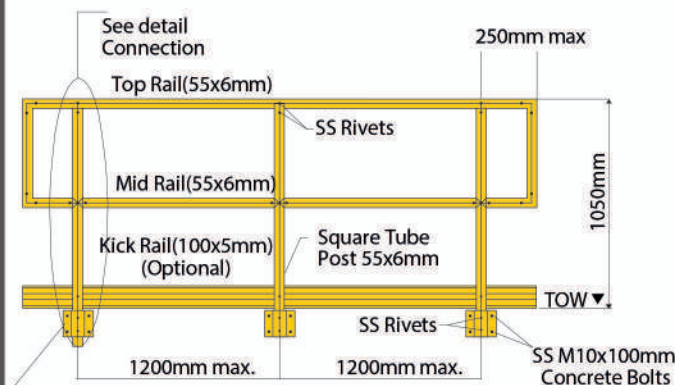 See detail
Connection
250mm max
Top Rail(55x6mm)
SS Rivets
Mid Rail(55x6mm)
1050mm
Kick Rail(100x5mm)
(Optional)
Square Tube
Post 55x6mm
TOW ▼
SS Rivets
SS M10x100mm
Concrete Bolts
1200mm max.
1200mm max.